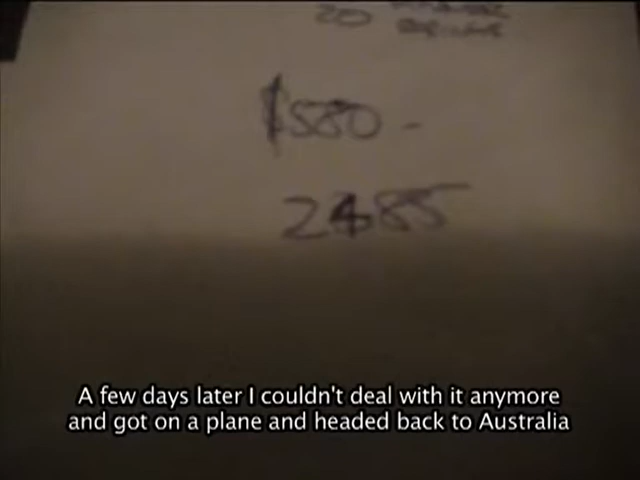 20
$580 -
2485
A few days later I couldn't deal with it anymore
and got on a plane and headed back to Australia